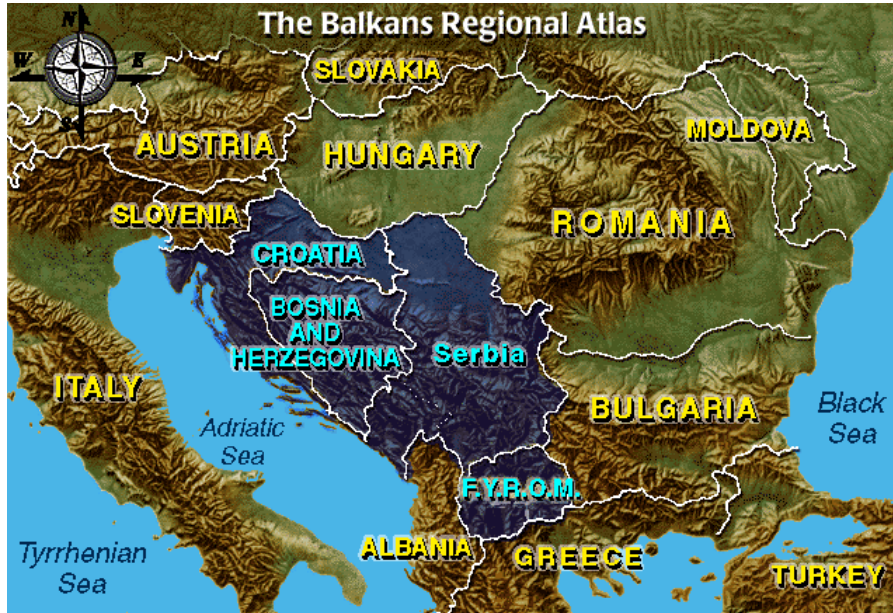 The Balkans Regional Atlas
N
W E
S
SLOVAKIA
AUSTRIA
HUNGARY
MOLDOVA
SLOVENIA
ROMANIA
CROATIA
BOSNIA
AND
HERZEGOVINA
Serbia
ITALY
BULGARIA
Black
Sea
Adriatic
Sea
F.Y.R.O.M.
Tyrrhenian
Sea
ALBANIA
GREECE
TURKEY